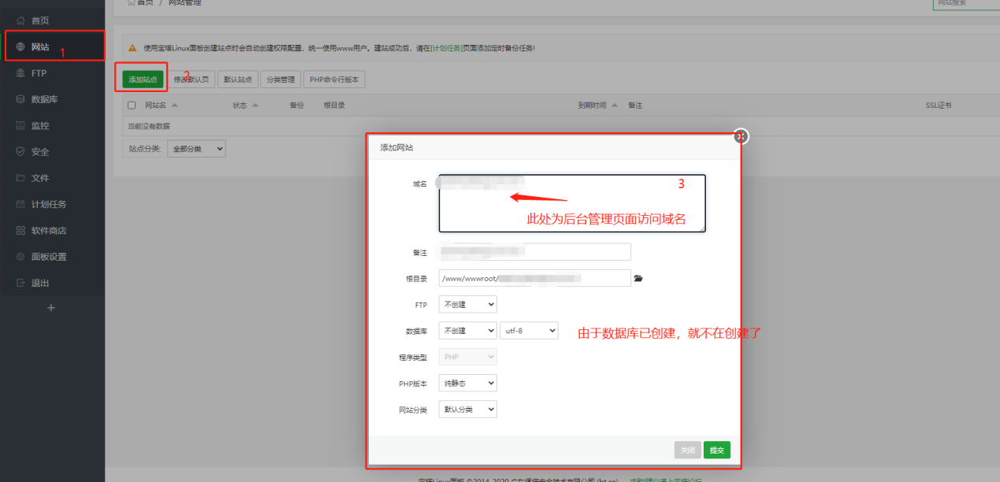 首页 / 网站管理
网站搜索
首页
网站
1
FTP
数据库
监控
安全
文件
计划任务
软件商店
面板设置
退出
+
使用宝塔Linux面板创建站点时会自动创建权限配置，统一使用www用户。建站成功后，请在[计划任务]页面添加定时备份任务!
添加站点
2
修改默认页
默认站点
分类管理
PHP命令行版本
网站名 状态 备份 根目录 到期时间 备注 SSL证书
当前没有数据
站点分类: 全部分类
添加网站
域名
3
此处为后台管理页面访问域名
备注
根目录 /www/wwwroot/
FTP 不创建
数据库 不创建 utf-8
由于数据库已创建，就不在创建了
程序类型 PHP
PHP版本 纯静态
网站分类 默认分类
关闭 提交
宝塔Linux面板 ©2014-2020 广东堡塔安全技术有限公司 (bt.cn) 求助|建议请上宝塔论坛